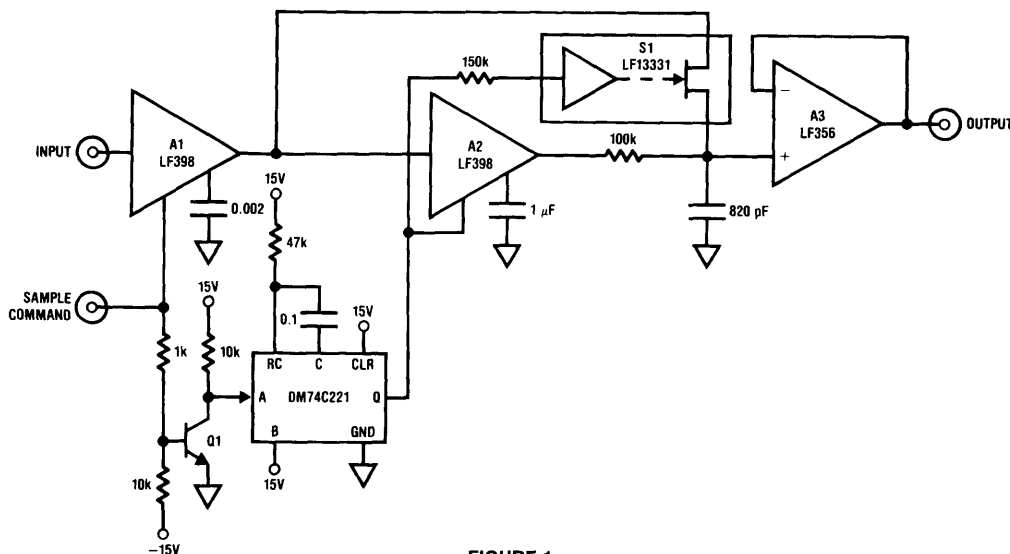 S1
LF13331
150k
A3
LF356
−
+
OUTPUT
INPUT
A1
LF398
A2
LF398
100k
15V
0.002
1 μF
820 pF
47k
SAMPLE
COMMAND
15V
0.1
15V
1k
10k
RC
C
CLR
A
DM74C221
Q
B
GND
Q1
15V
10k
−15V
FIGURE 1